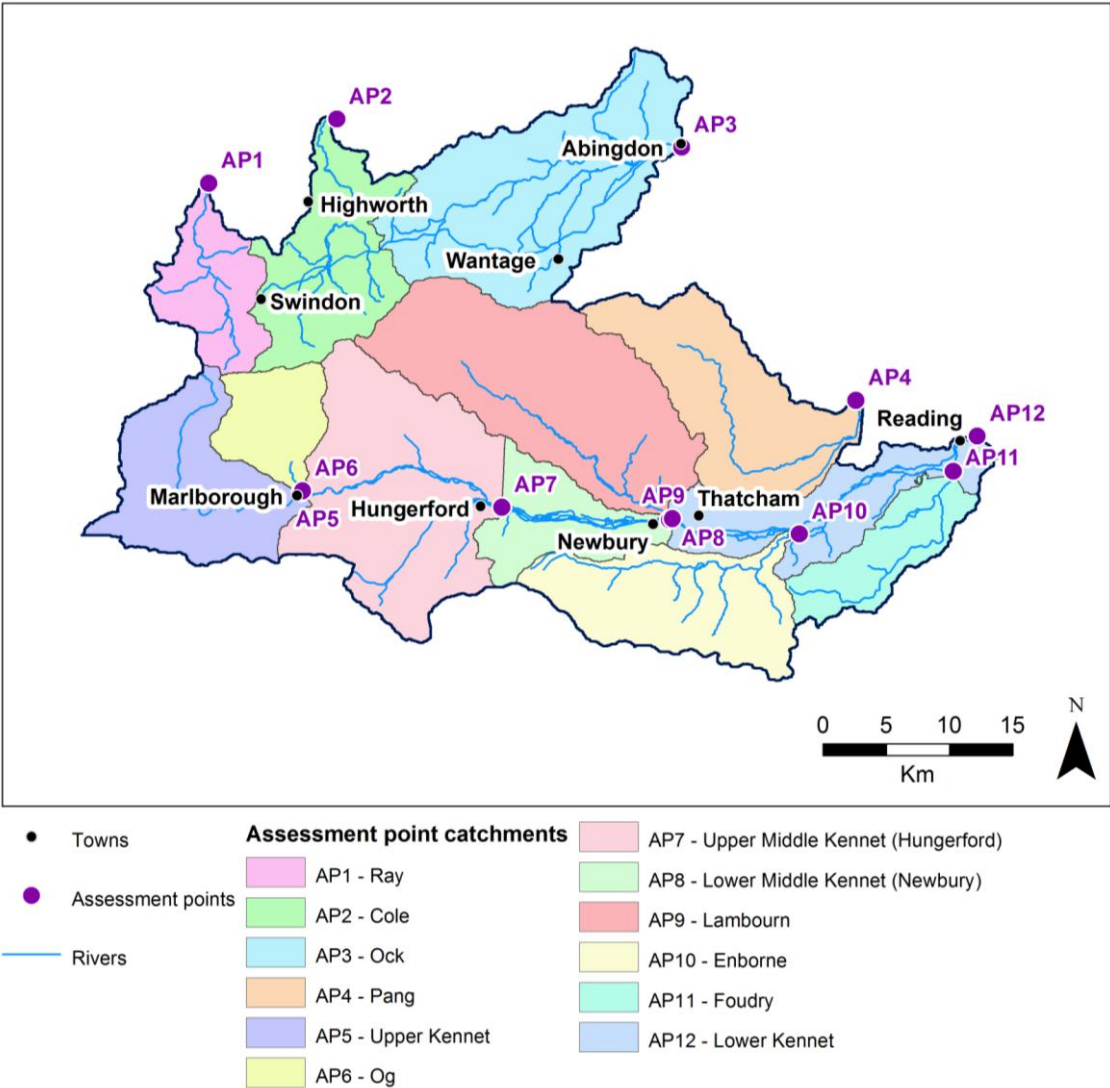 AP2
AP3
Abingdon
AP1
Highworth
Wantage
Swindon
AP4
Reading
AP12
AP11
AP6
Marlborough
AP5
Hungerford
AP7
AP9
Thatcham
AP10
Newbury
AP8
N
0 5 10 15
Km
Towns
Assessment points
Rivers
Assessment point catchments
AP1 - Ray
AP2 - Cole
AP3 - Ock
AP4 - Pang
AP5 - Upper Kennet
AP6 - Og
AP7 - Upper Middle Kennet (Hungerford)
AP8 - Lower Middle Kennet (Newbury)
AP9 - Lambourn
AP10 - Enborne
AP11 - Foudry
AP12 - Lower Kennet